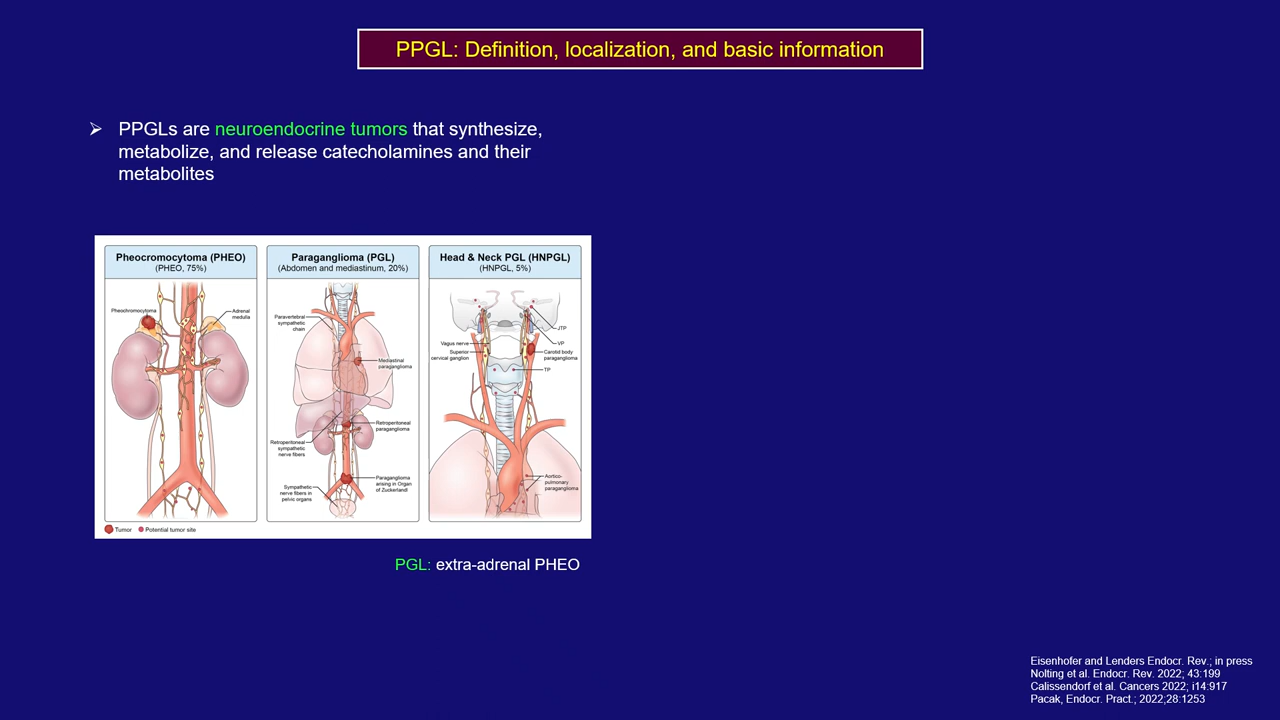 PPGL: Definition, localization, and basic information
➢ PPGLs are neuroendocrine tumors that synthesize,
metabolize, and release catecholamines and their
metabolites
Pheocromocytoma (PHEO)
(PHEO, 75%)
Pheochromocytoma
Adrenal
medulla
Paraganglioma (PGL)
(Abdomen and mediastinum, 20%)
Paravertebral
sympathetic
chain
Mediastinal
paraganglioma
Retroperitoneal
paraganglioma
Retroperitoneal
sympathetic
nerve fibers
Paraganglioma
arising in Organ
of Zuckerlandl
Sympathetic
nerve fibers in
pelvic organs
Head & Neck PGL (HNPGL)
(HNPGL, 5%)
JTP
VP
Vagus nerve
Superior
cervical ganglion
Carotid body
paraganglioma
TP
Aortico-
pulmonary
paraganglioma
Tumor
Potential tumor site
PGL: extra-adrenal PHEO
Eisenhofer and Lenders Endocr. Rev.; in press
Nolting et al. Endocr. Rev. 2022; 43:199
Calissendorf et al. Cancers 2022; i14:917
Pacak, Endocr. Pract.; 2022;28:1253